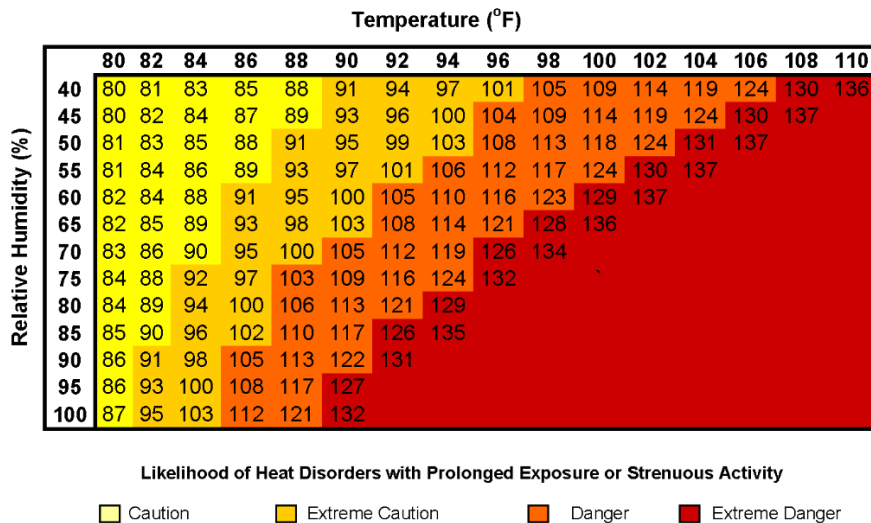 Temperature (°F)
80 82 84 86 88 90 92 94 96 98 100 102 104 106 108 110
Relative Humidity (%)
40 80 81 83 85 88 91 94 97 101 105 109 114 119 124 130 136
45 80 82 84 87 89 93 96 100 104 109 114 119 124 130 137
50 81 83 85 88 91 95 99 103 108 113 118 124 131 137
55 81 84 86 89 93 97 101 106 112 117 124 130 137
60 82 84 88 91 95 100 105 110 116 123 129 137
65 82 85 89 93 98 103 108 114 121 128 136
70 83 86 90 95 100 105 112 119 126 134
75 84 88 92 97 103 109 116 124 132
80 84 89 94 100 106 113 121 129
85 85 90 96 102 110 117 126 135
90 86 91 98 105 113 122 131
95 86 93 100 108 117 127
100 87 95 103 112 121 132
Likelihood of Heat Disorders with Prolonged Exposure or Strenuous Activity
Caution Extreme Caution Danger Extreme Danger